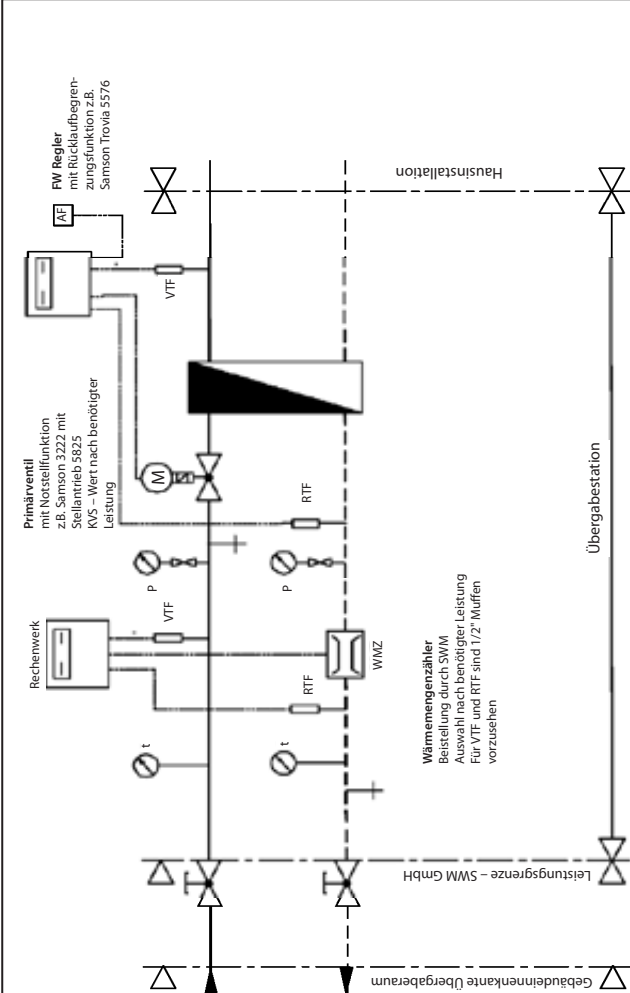 FW Regler
mit Rücklaufbegren-
zungsfunktion z.B.
Samson Trovia 5576
AF
VTF
Primärventil
mit Notstellfunktion
z.B. Samson 3222 mit
Stellantrieb 5825
KVS – Wert nach benötigter
Leistung
M
RTF
P
P
Rechenwerk
VTF
RTF
WMZ
t
t
Wärmemengenzähler
Beistellung durch SWM
Auswahl nach benötigter Leistung
Für VTF und RTF sind 1/2" Muffen
vorzusehen
Hausinstallation
Übergabestation
Leistungsgrenze – SWM GmbH
Gebäudeinnenkante Übergaberaum